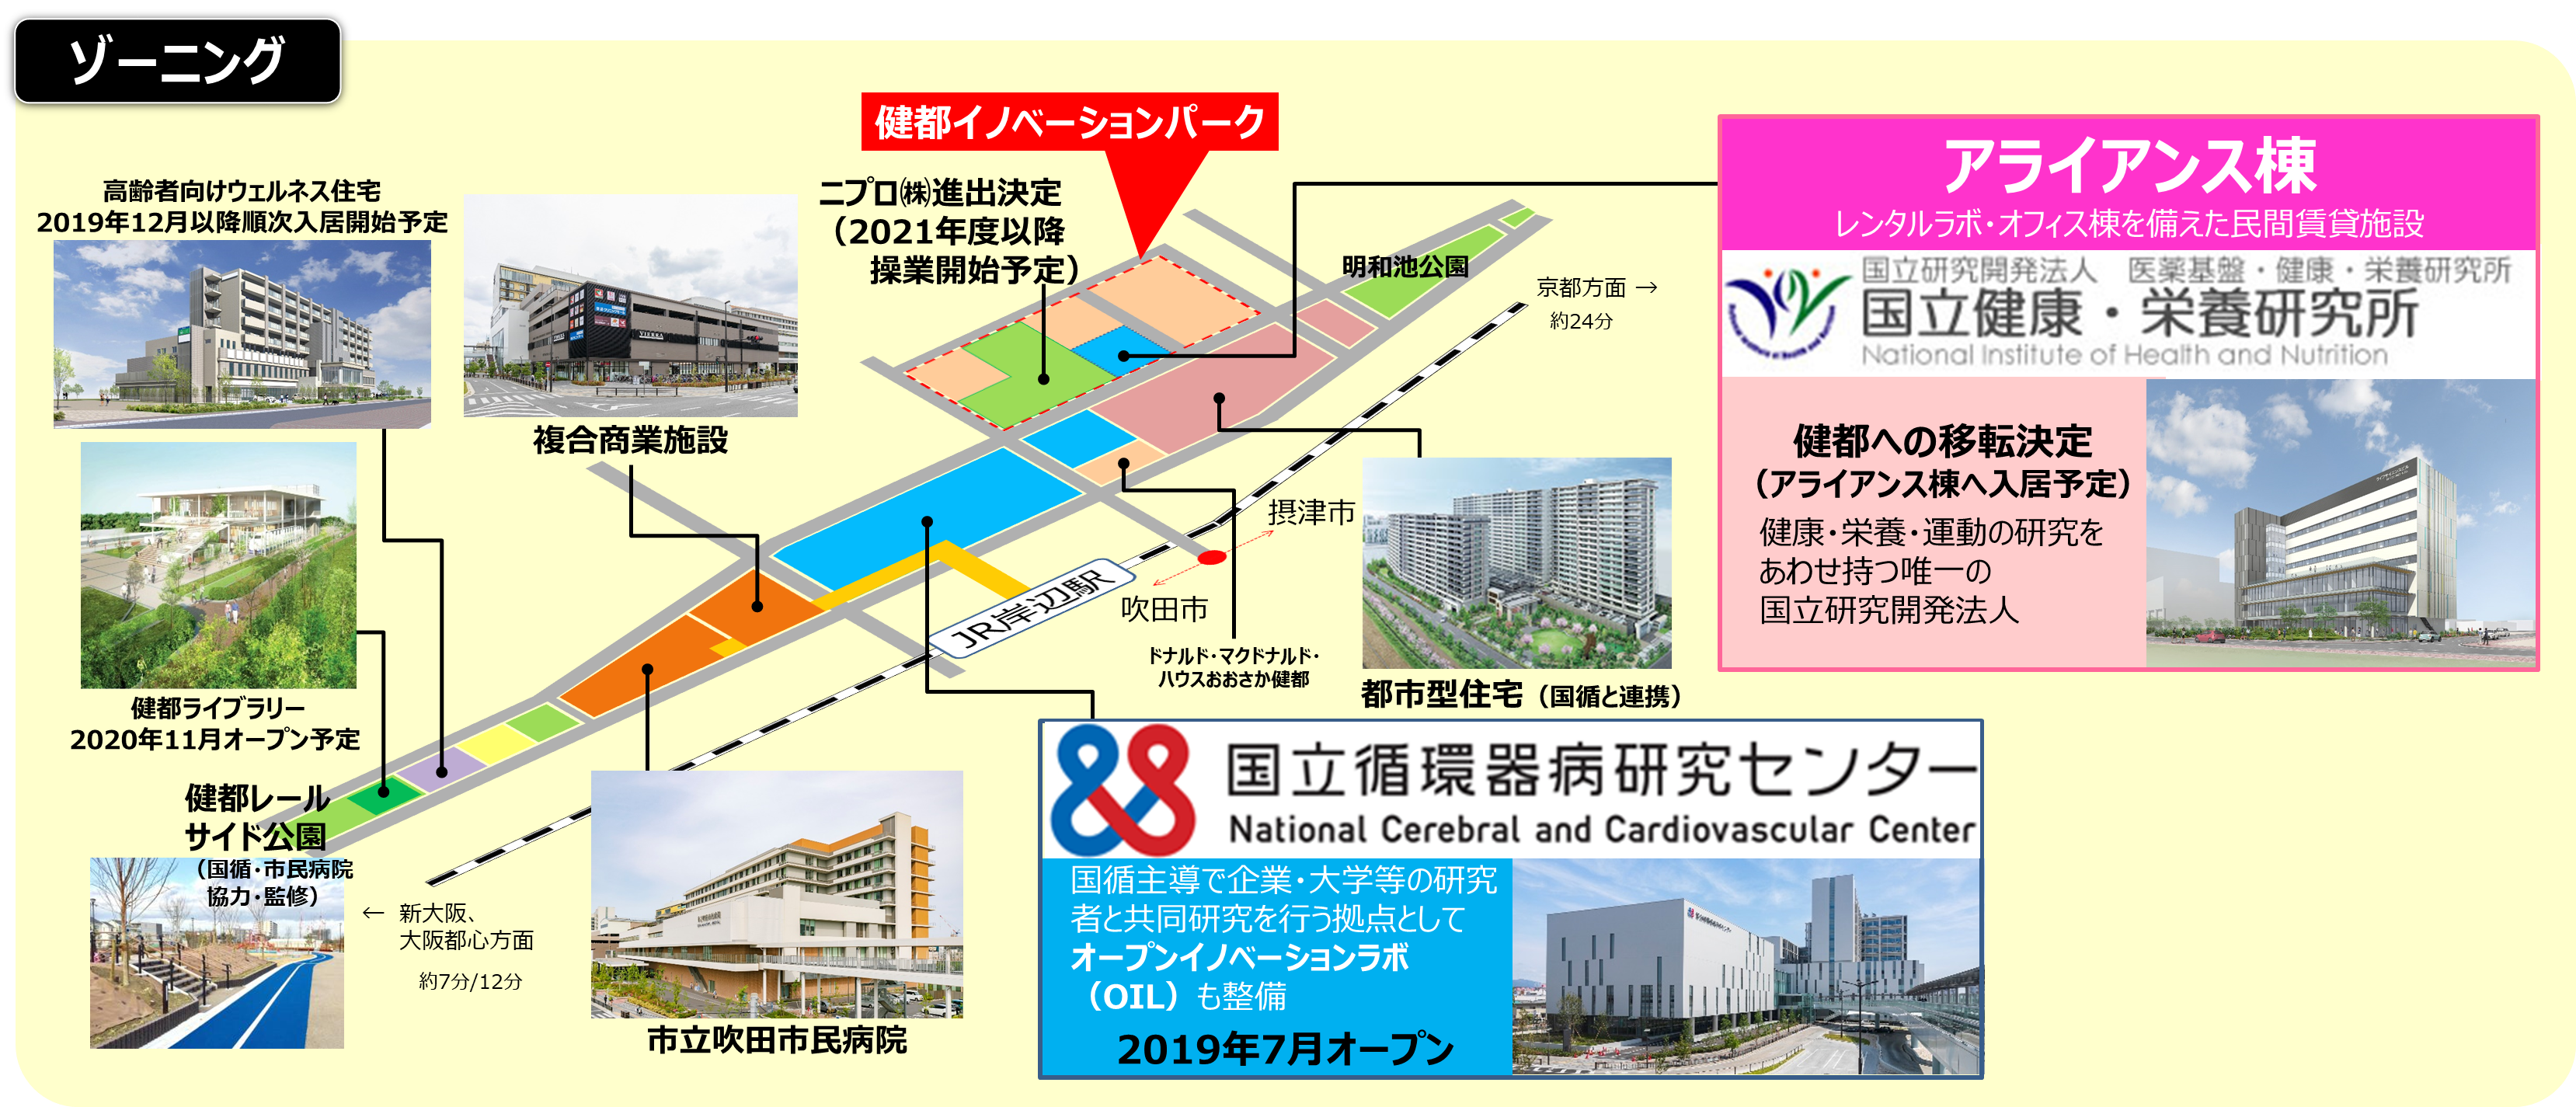 ゾーニング
健都イノベーションパーク
高齢者向けウェルネス住宅
2019年12月以降順次入居開始予定
ニプロ㈱進出決定
（2021年度以降
操業開始予定）
複合商業施設
明和池公園
京都方面 →
約24分
アライアンス棟
レンタルラボ・オフィス棟を備えた民間賃貸施設
国立研究開発法人　医薬基盤・健康・栄養研究所
国立健康・栄養研究所
National Institute of Health and Nutrition
健都への移転決定
（アライアンス棟へ入居予定）
健康・栄養・運動の研究を
あわせ持つ唯一の
国立研究開発法人
摂津市
吹田市
JR岸辺駅
ドナルド・マクドナルド・
ハウスおおさか健都
都市型住宅（国循と連携）
健都ライブラリー
2020年11月オープン予定
健都レール
サイド公園
（国循・市民病院
協力・監修）
← 新大阪、
大阪都心方面
約7分/12分
市立吹田市民病院
国立循環器病研究センター
National Cerebral and Cardiovascular Center
国循主導で企業・大学等の研究
者と共同研究を行う拠点として
オープンイノベーションラボ
（OIL）も整備
2019年7月オープン